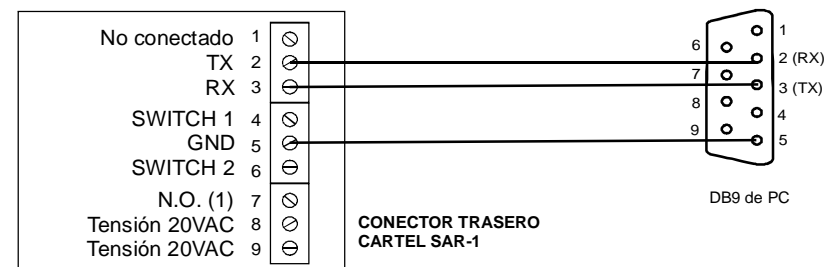 No conectado 1
TX 2
RX 3
SWITCH 1 4
GND 5
SWITCH 2 6
N.O. (1) 7
Tensión 20VAC 8
Tensión 20VAC 9
CONECTOR TRASERO
CARTEL SAR-1
1
6
2 (RX)
7
3 (TX)
8
4
9
5
DB9 de PC